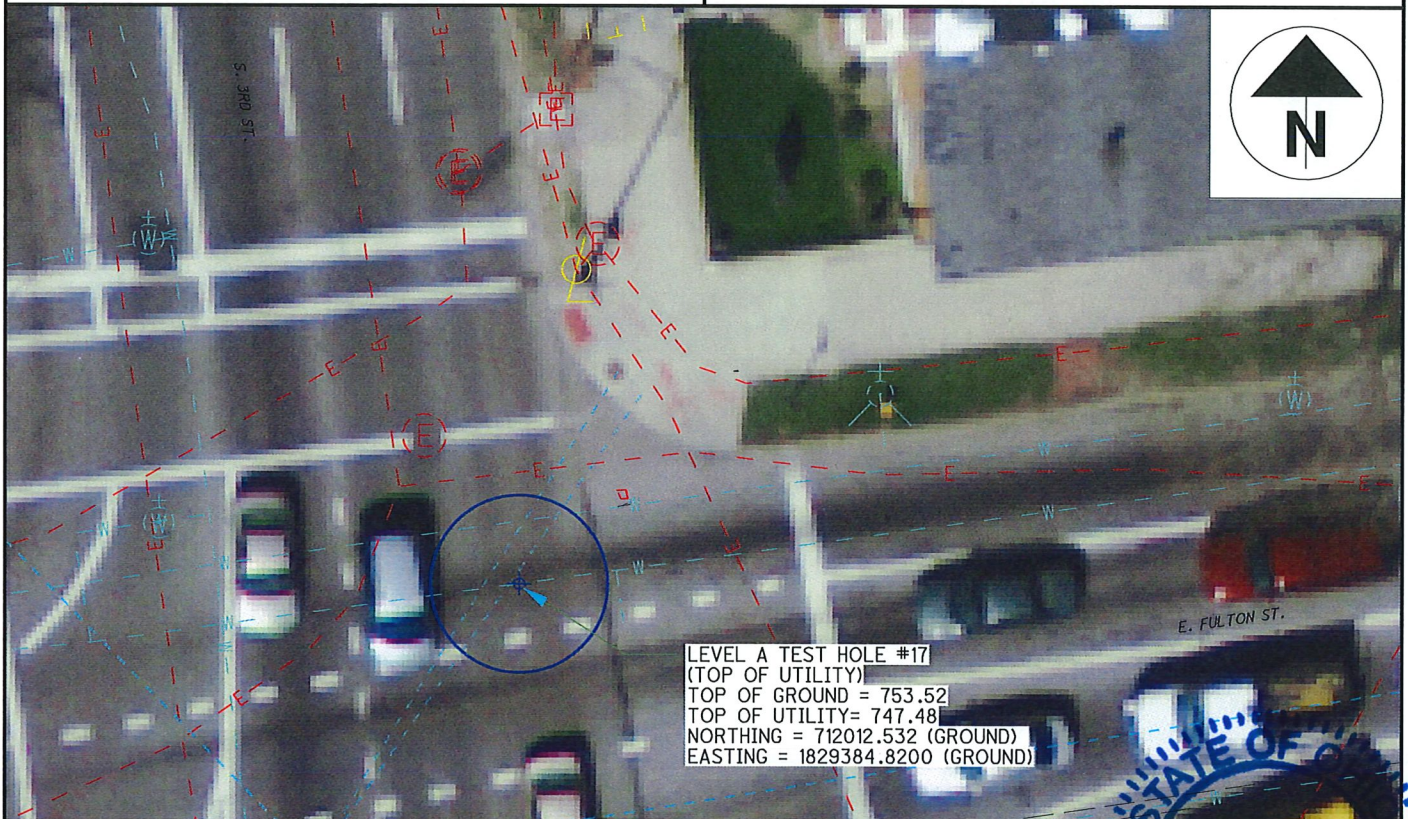 S. 3RD ST.
N
E
E
E
E
E
E
E
E
E
E
E
E
W
W
W
W
W
W
W
W
(W)
(W)
(W)
E. FULTON ST.
LEVEL A TEST HOLE #17
(TOP OF UTILITY)
TOP OF GROUND = 753.52
TOP OF UTILITY= 747.48
NORTHING = 712012.532 (GROUND)
EASTING = 1829384.8200 (GROUND)
STATE OF